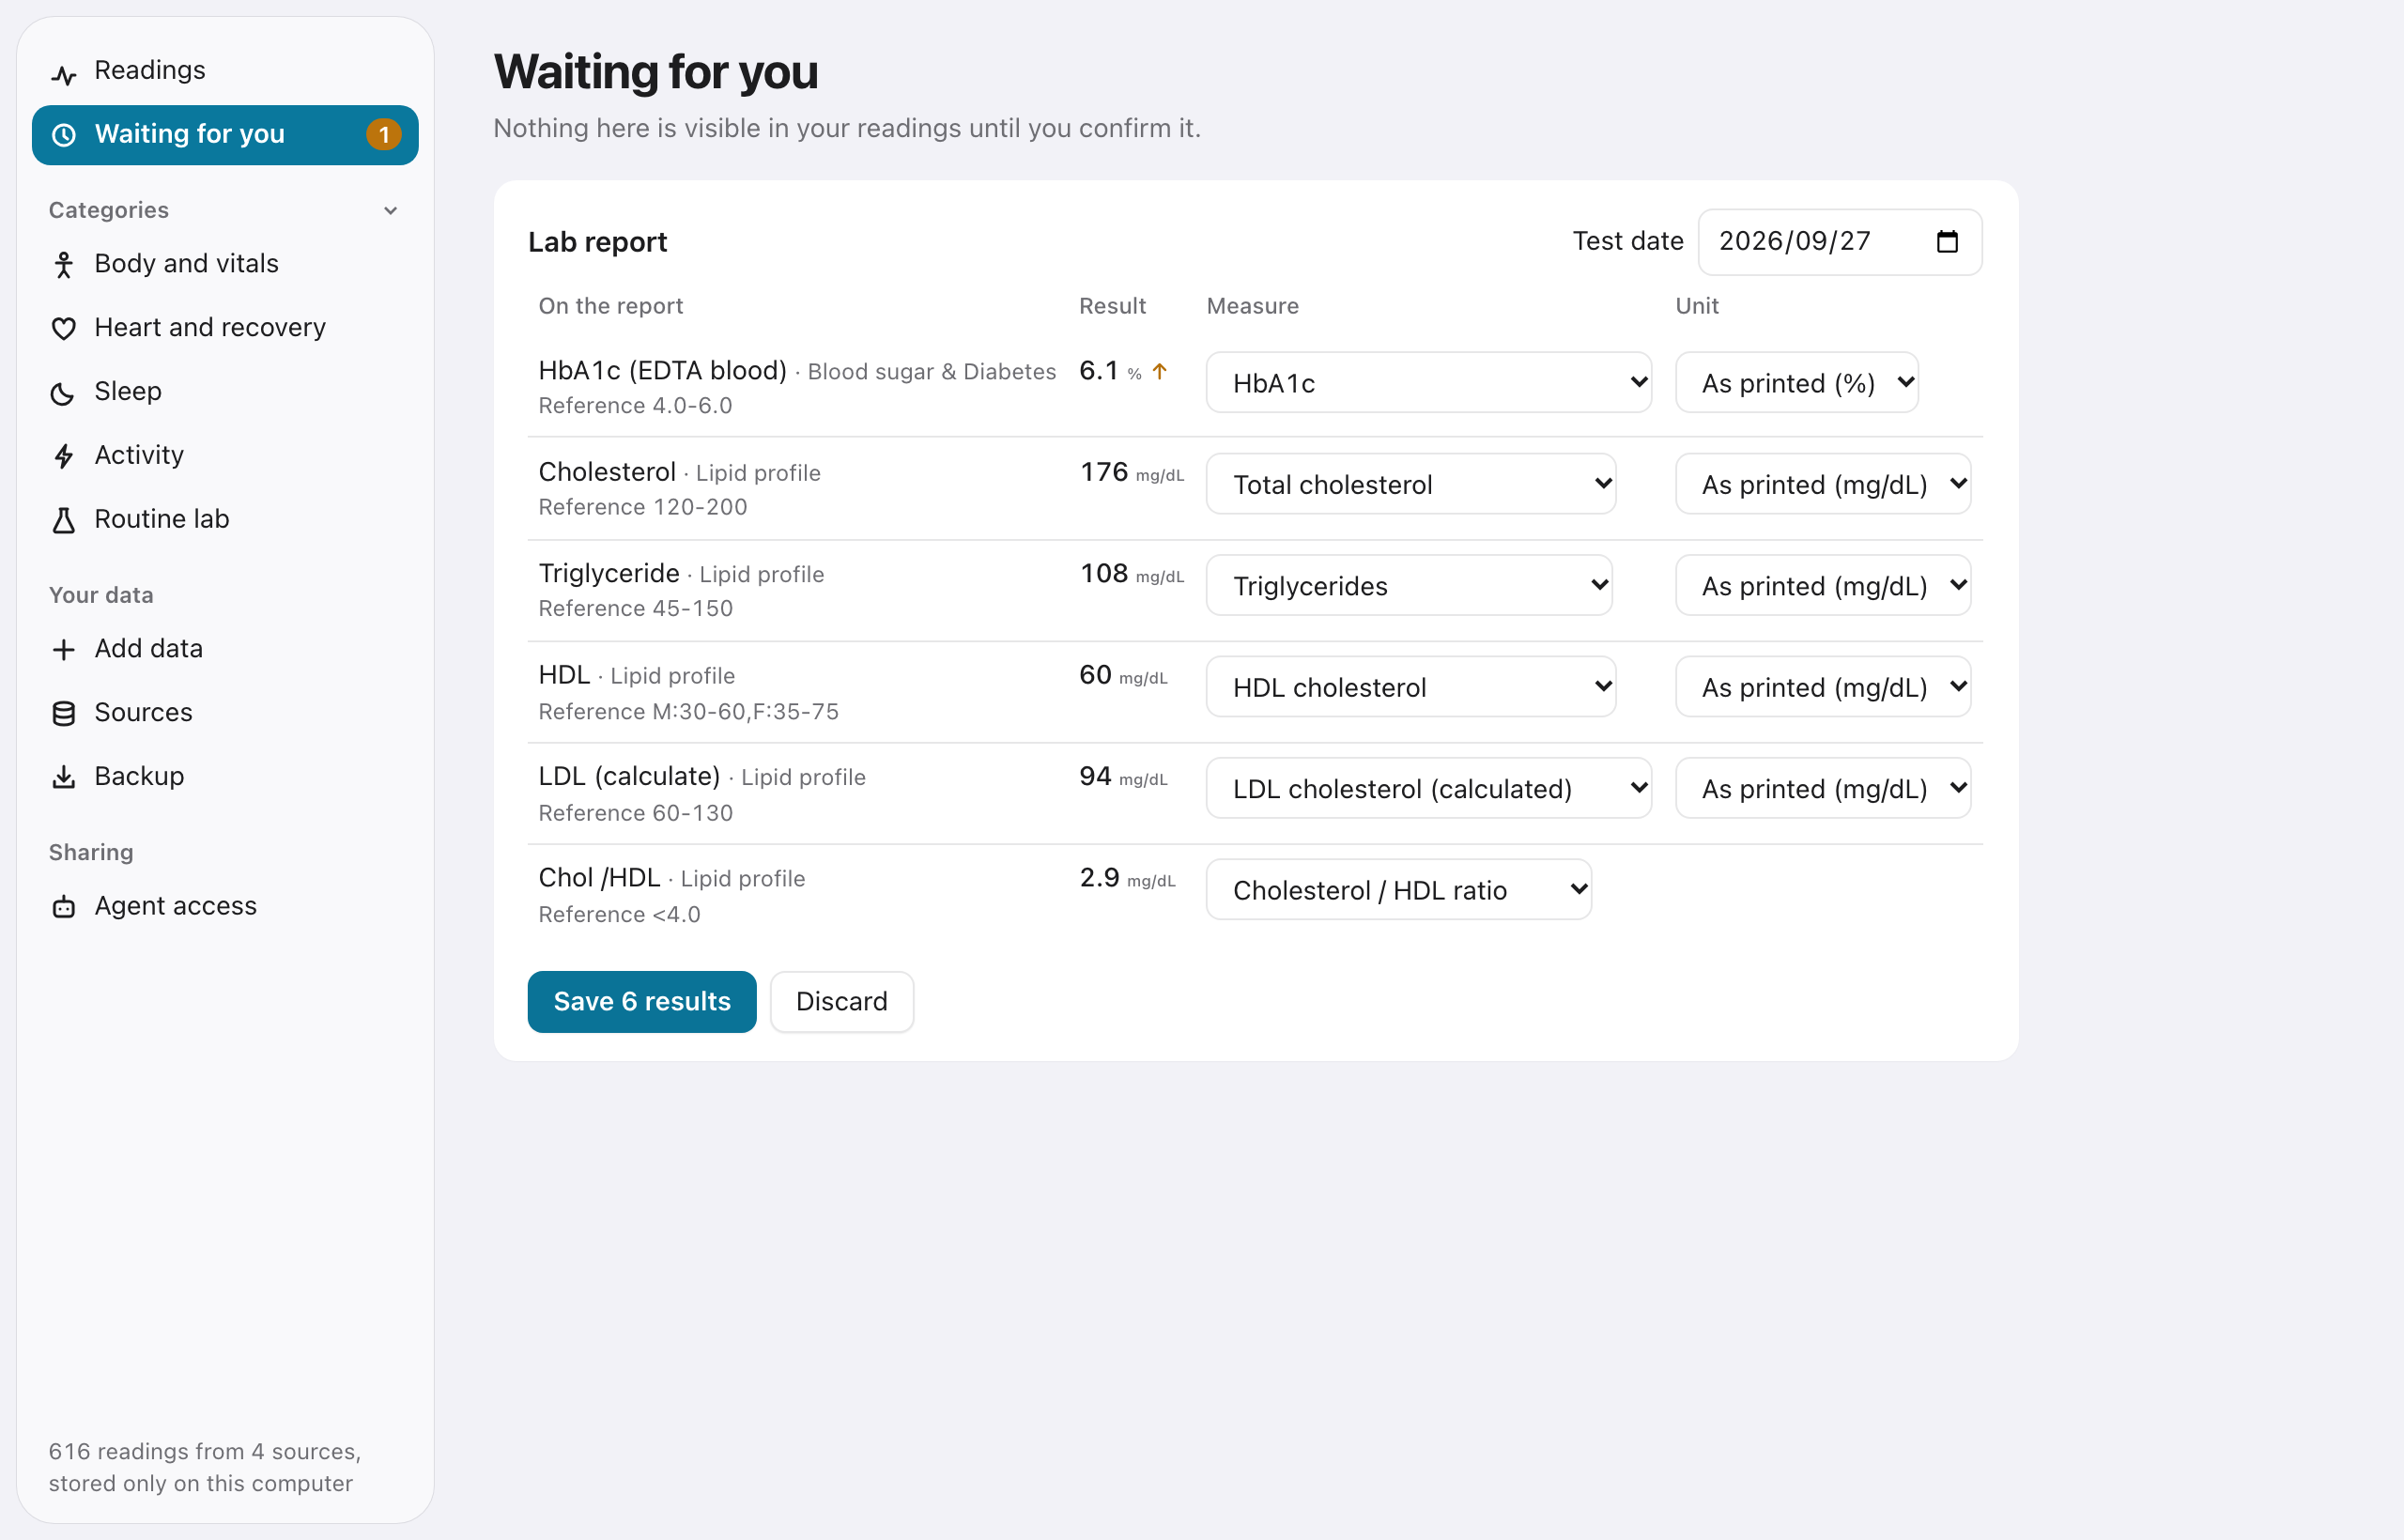 Readings
Waiting for you 1
Categories
Body and vitals
Heart and recovery
Sleep
Activity
Routine lab
Your data
Add data
Sources
Backup
Sharing
Agent access
616 readings from 4 sources,
stored only on this computer
Waiting for you
Nothing here is visible in your readings until you confirm it.
Lab report Test date 2026/09/27
On the report Result Measure Unit
HbA1c (EDTA blood) · Blood sugar & Diabetes 6.1 % ↑ HbA1c As printed (%)
Reference 4.0-6.0
Cholesterol · Lipid profile 176 mg/dL Total cholesterol As printed (mg/dL)
Reference 120-200
Triglyceride · Lipid profile 108 mg/dL Triglycerides As printed (mg/dL)
Reference 45-150
HDL · Lipid profile 60 mg/dL HDL cholesterol As printed (mg/dL)
Reference M:30-60,F:35-75
LDL (calculate) · Lipid profile 94 mg/dL LDL cholesterol (calculated) As printed (mg/dL)
Reference 60-130
Chol /HDL · Lipid profile 2.9 mg/dL Cholesterol / HDL ratio
Reference <4.0
Save 6 results Discard